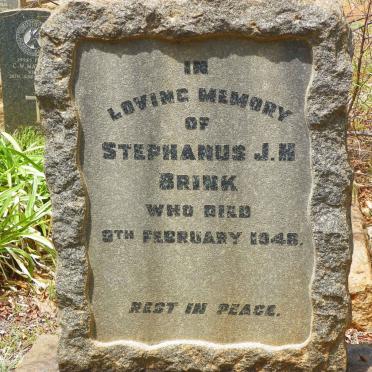 IN
LOVING MEMORY
OF
STEPHANUS J. H
BRINK
WHO DIED
9TH FEBRUARY 1948.
REST IN PEACE.